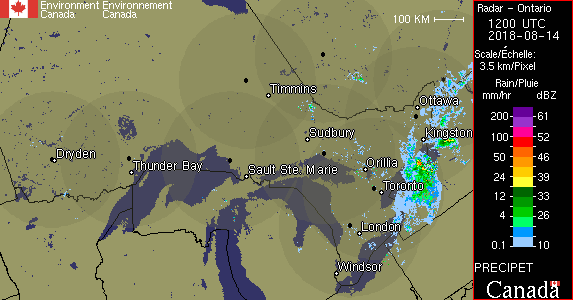 Environment Environnement
Canada Canada
100 KM
Timmins
Ottawa
Sudbury
Kingston
Dryden
Thunder Bay
Sault Ste. Marie
Orillia
Toronto
London
Windsor
Radar - Ontario
1200 UTC
2018-08-14
Scale/Échelle:
3.5 km/Pixel
Rain/Pluie
mm/hr dBZ
200 61
100 52
50 46
24 39
12 33
4 26
0.1 10
PRECIPET
Canada